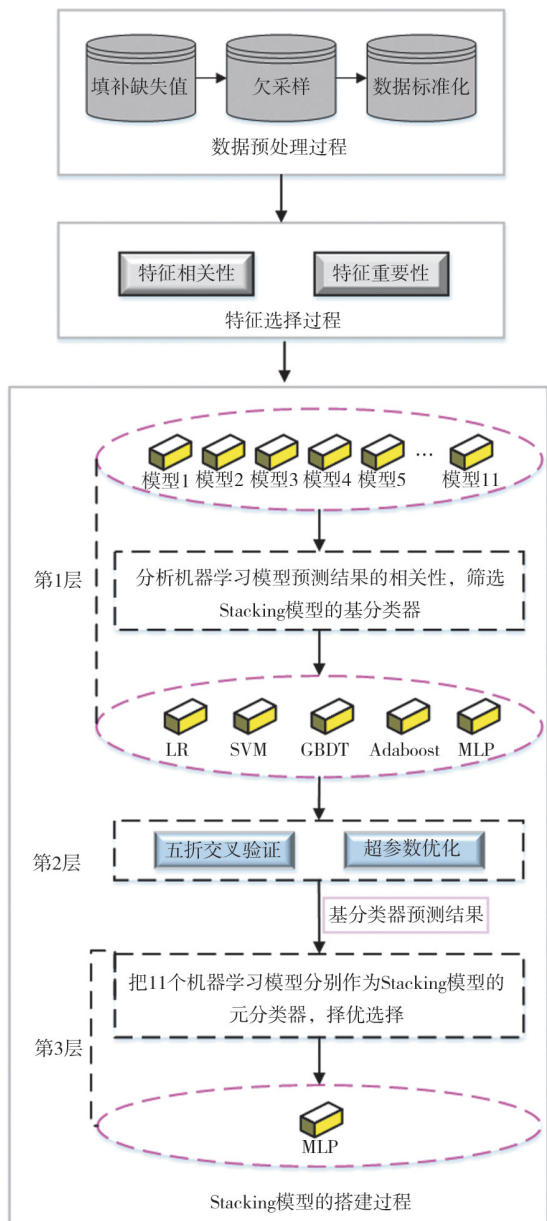 填补缺失值
欠采样
数据标准化
数据预处理过程
特征相关性
特征重要性
特征选择过程
模型1
模型2
模型3
模型4
模型5
...
模型11
第1层
分析机器学习模型预测结果的相关性，筛选
Stacking模型的基分类器
LR
SVM
GBDT
Adaboost
MLP
第2层
五折交叉验证
超参数优化
基分类器预测结果
第3层
把11个机器学习模型分别作为Stacking模型的
元分类器，择优选择
MLP
Stacking模型的搭建过程